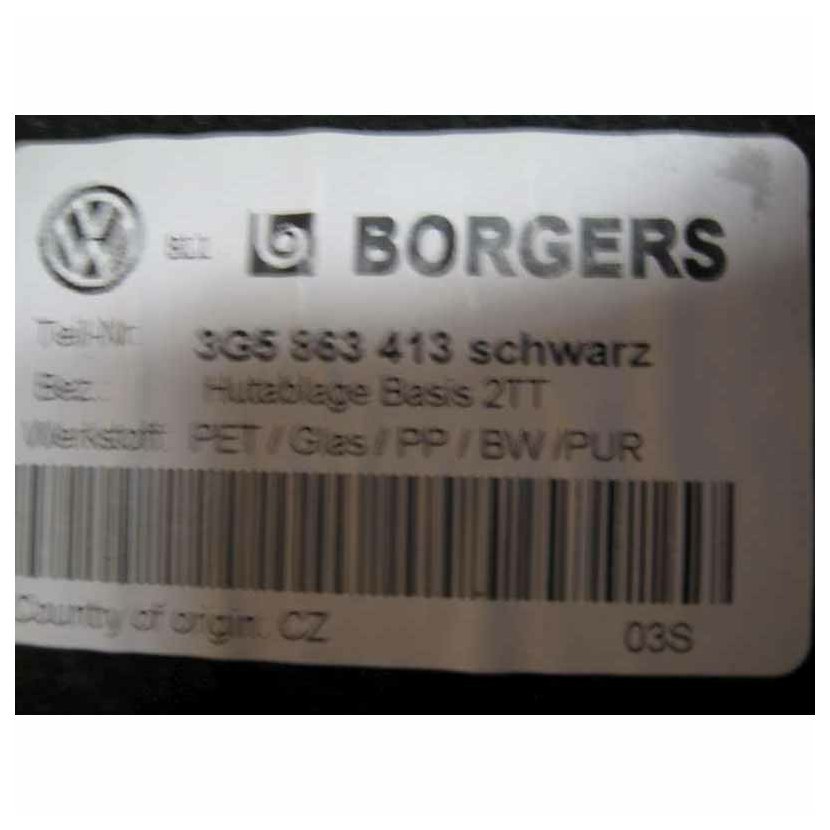 BORGERS
Teil-Nr. 3G5 863 413 schwarz
Bez.: Hutablage Basis 2TT
Werkstoff: PET / Glas / PP / BW /PUR
Country of origin: CZ 03S